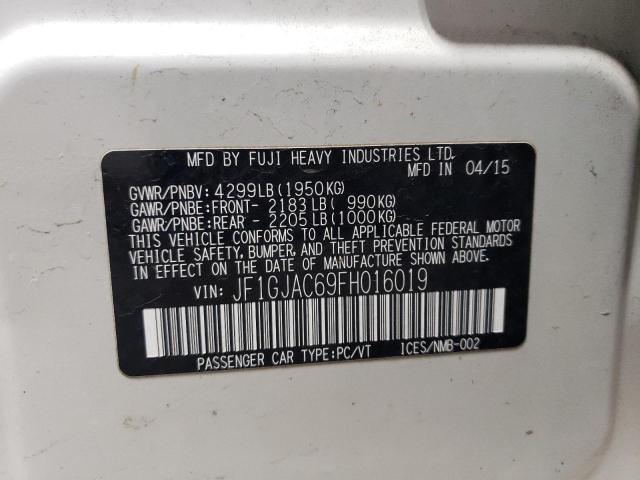 MFD BY FUJI HEAVY INDUSTRIES LTD.
MFD IN 04/15
GVWR/PNBV: 4299LB (1950KG)
GAWR/PNBE: FRONT- 2183LB ( 990KG)
GAWR/PNBE: REAR - 2205LB (1000KG)
THIS VEHICLE CONFORMS TO ALL APPLICABLE FEDERAL MOTOR
VEHICLE SAFETY, BUMPER, AND THEFT PREVENTION STANDARDS
IN EFFECT ON THE DATE OF MANUFACTURE SHOWN ABOVE.
VIN: JF1GJAC69FH016019
PASSENGER CAR TYPE:PC/VT ICES/NMB-002